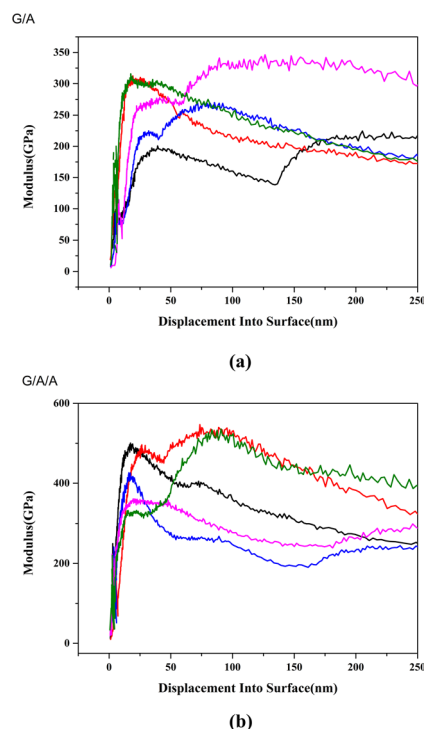 G/A
350
300
250
200
150
100
50
0
Modulus(GPa)
0 50 100 150 200 250
Displacement Into Surface(nm)
(a)
G/A/A
600
400
200
0
Modulus(GPa)
0 50 100 150 200 250
Displacement Into Surface(nm)
(b)